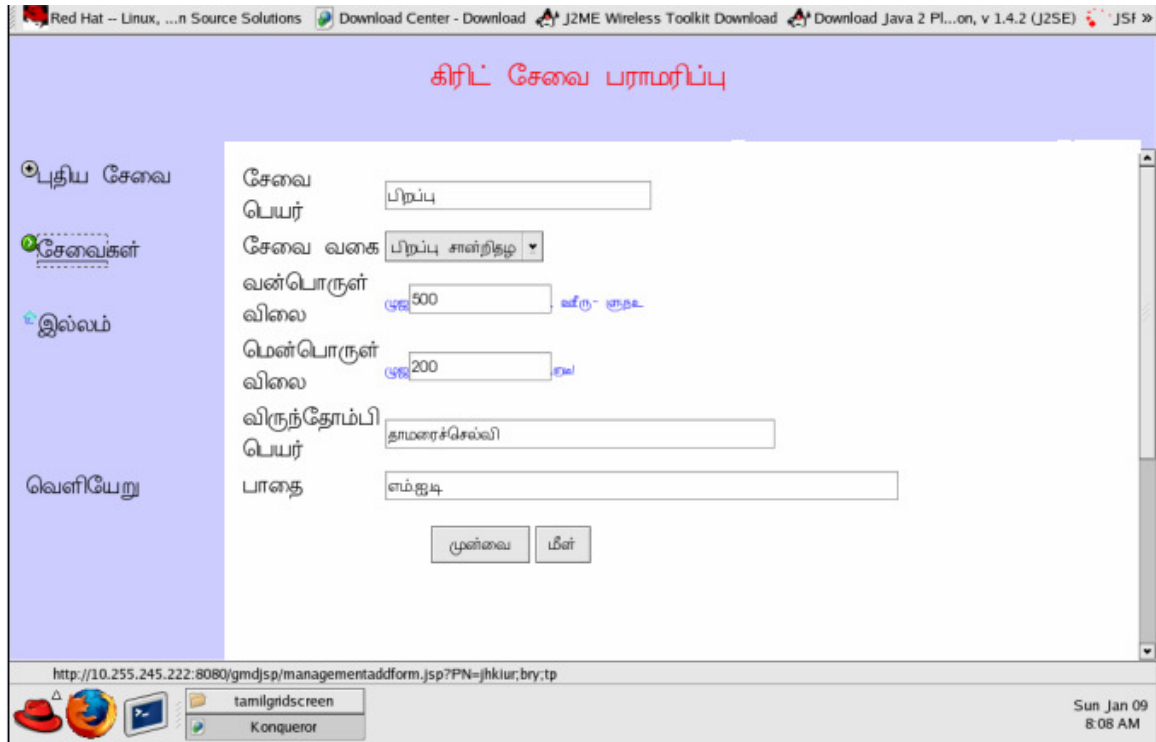 Red Hat -- Linux, ...n Source Solutions Download Center - Download J2ME Wireless Toolkit Download Download Java 2 Pl...on, v 1.4.2 (J2SE) »
கிரிட் சேவை பராமரிப்பு
புதிய சேவை
சேவைகள்
இல்லம்
வெளியேறு
சேவை
பெயர்
பிறப்பு
சேவை வகை பிறப்பு சான்றிதழ
வன்பொருள்
விலை
500
மென்பொருள்
விலை
200
விருந்தோம்பி
பெயர்
தாமரைச்செல்வி
பாதை எம்.ஐ.டி
முன்வை மீள்
http://10.255.245.222:8080/gmdjsp/managementaddform.jsp?PN=jhkiur;bry;tp
tamilgridscreen
Konqueror
Sun Jan 09
8:08 AM